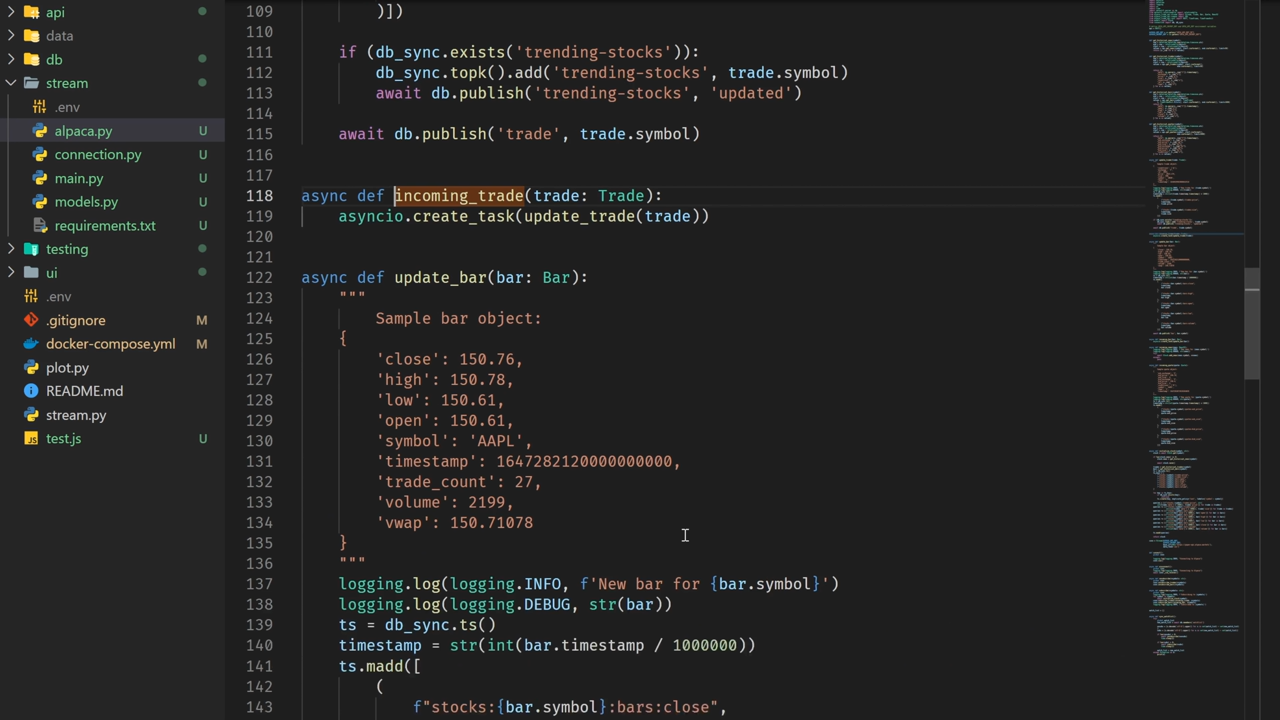 api
data
db
stream
.env
alpaca.py U
connection.py U
main.py U
models.py U
requirements.txt U
testing
ui
.env
.gitignore M
docker-compose.yml M
plot.py
README.md
stream.py
test.js U
109 )])
110
111 if (db_sync.exists('trending-stocks')):
112 db_sync.topk().add('trending-stocks', trade.symbol)
113 await db.publish('trending-stocks', 'updated')
114
115 await db.publish('trade', trade.symbol)
116
117
118 async def incoming_trade(trade: Trade):
119 asyncio.create_task(update_trade(trade))
120
121
122 async def update_bar(bar: Bar):
123 """
124 Sample bar object:
125 {
126 'close': 150.76,
127 'high': 150.78,
128 'low': 150.61,
129 'open': 150.61,
130 'symbol': 'AAPL',
131 'timestamp': 1647282120000000000,
132 'trade_count': 27,
133 'volume': 2199,
134 'vwap': 150.71078
135 }
136 """
137 logging.log(logging.INFO, f'New bar for {bar.symbol}')
138 logging.log(logging.DEBUG, str(bar))
139 ts = db_sync.ts()
140 timestamp = str(int(bar.timestamp / 1000000))
141 ts.madd([
142 (
143 f"stocks:{bar.symbol}:bars:close",